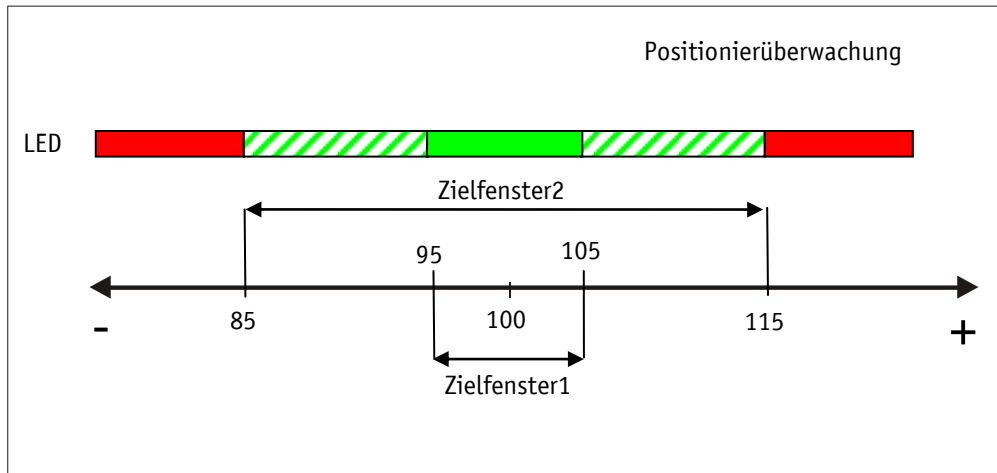 Positionierüberwachung
LED
Zielfenster2
95 105
85 100 115
- +
Zielfenster1